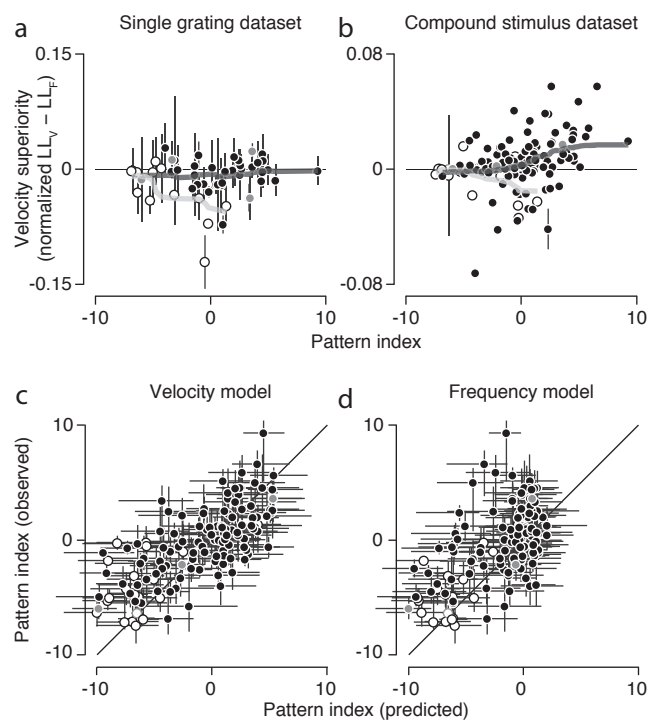 a Single grating dataset
b Compound stimulus dataset
Velocity superiority
(normalized LLV – LLF)
0.15
0
-0.15
0.08
0
-0.08
-10 0 10
-10 0 10
Pattern index
c Velocity model
d Frequency model
Pattern index (observed)
10
0
-10
10
0
-10
-10 0 10
-10 0 10
Pattern index (predicted)